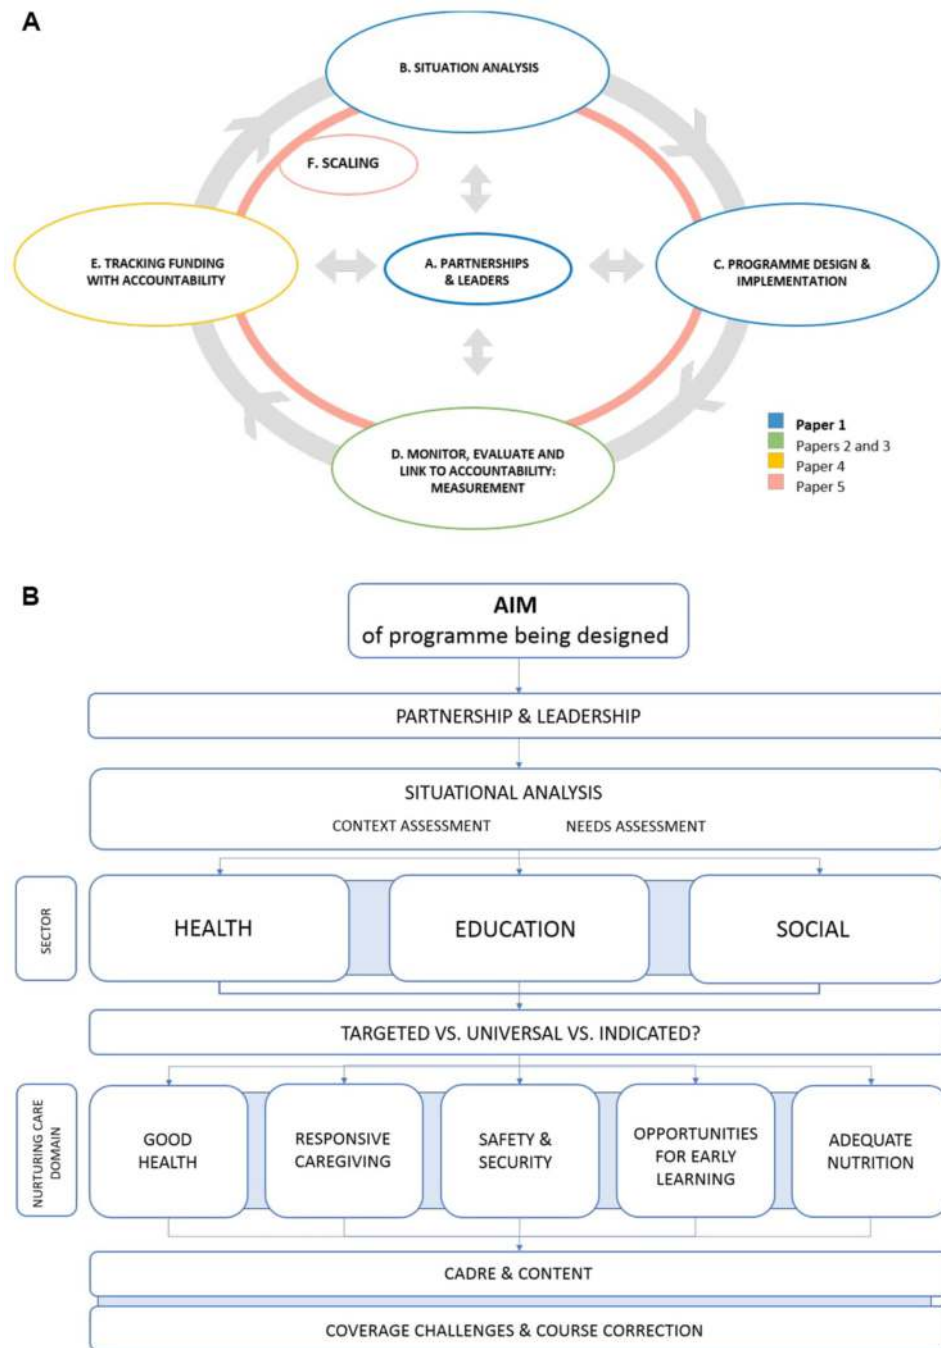 A
B. SITUATION ANALYSIS
F. SCALING
E. TRACKING FUNDING
WITH ACCOUNTABILITY
A. PARTNERSHIPS
& LEADERS
C. PROGRAMME DESIGN &
IMPLEMENTATION
D. MONITOR, EVALUATE AND
LINK TO ACCOUNTABILITY:
MEASUREMENT
Paper 1
Papers 2 and 3
Paper 4
Paper 5
B
AIM
of programme being designed
PARTNERSHIP & LEADERSHIP
SITUATIONAL ANALYSIS
CONTEXT ASSESSMENT NEEDS ASSESSMENT
SECTOR
HEALTH
EDUCATION
SOCIAL
TARGETED VS. UNIVERSAL VS. INDICATED?
NURTURING CARE
DOMAIN
GOOD
HEALTH
RESPONSIVE
CAREGIVING
SAFETY &
SECURITY
OPPORTUNITIES
FOR EARLY
LEARNING
ADEQUATE
NUTRITION
CADRE & CONTENT
COVERAGE CHALLENGES & COURSE CORRECTION